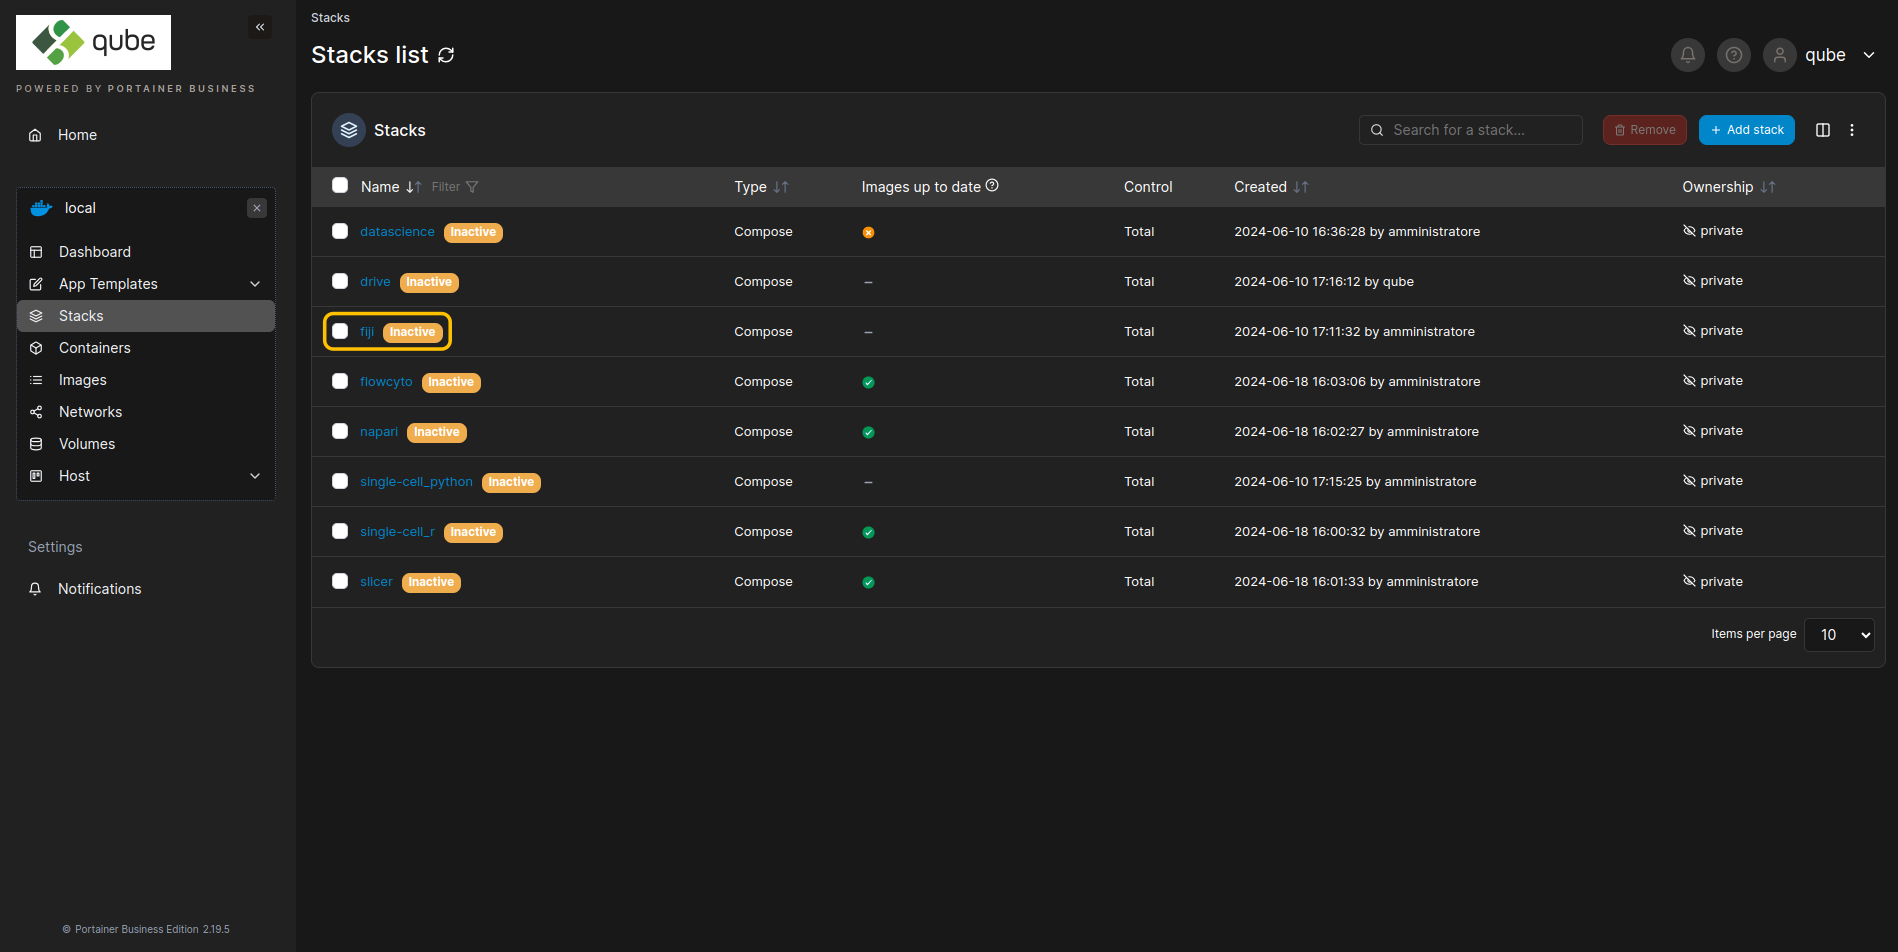 qube
POWERED BY PORTAINER BUSINESS
Home
local
Dashboard
App Templates
Stacks
Containers
Images
Networks
Volumes
Host
Settings
Notifications
© Portainer Business Edition 2.19.5
Stacks
Stacks list
qube
Stacks
Search for a stack...
Remove
+ Add stack
Name Filter Type Images up to date Control Created Ownership
datascience Inactive Compose Total 2024-06-10 16:36:28 by amministratore private
drive Inactive Compose – Total 2024-06-10 17:16:12 by qube private
fiji Inactive Compose – Total 2024-06-10 17:11:32 by amministratore private
flowcyto Inactive Compose Total 2024-06-18 16:03:06 by amministratore private
napari Inactive Compose Total 2024-06-18 16:02:27 by amministratore private
single-cell_python Inactive Compose – Total 2024-06-10 17:15:25 by amministratore private
single-cell_r Inactive Compose Total 2024-06-18 16:00:32 by amministratore private
slicer Inactive Compose Total 2024-06-18 16:01:33 by amministratore private
Items per page 10